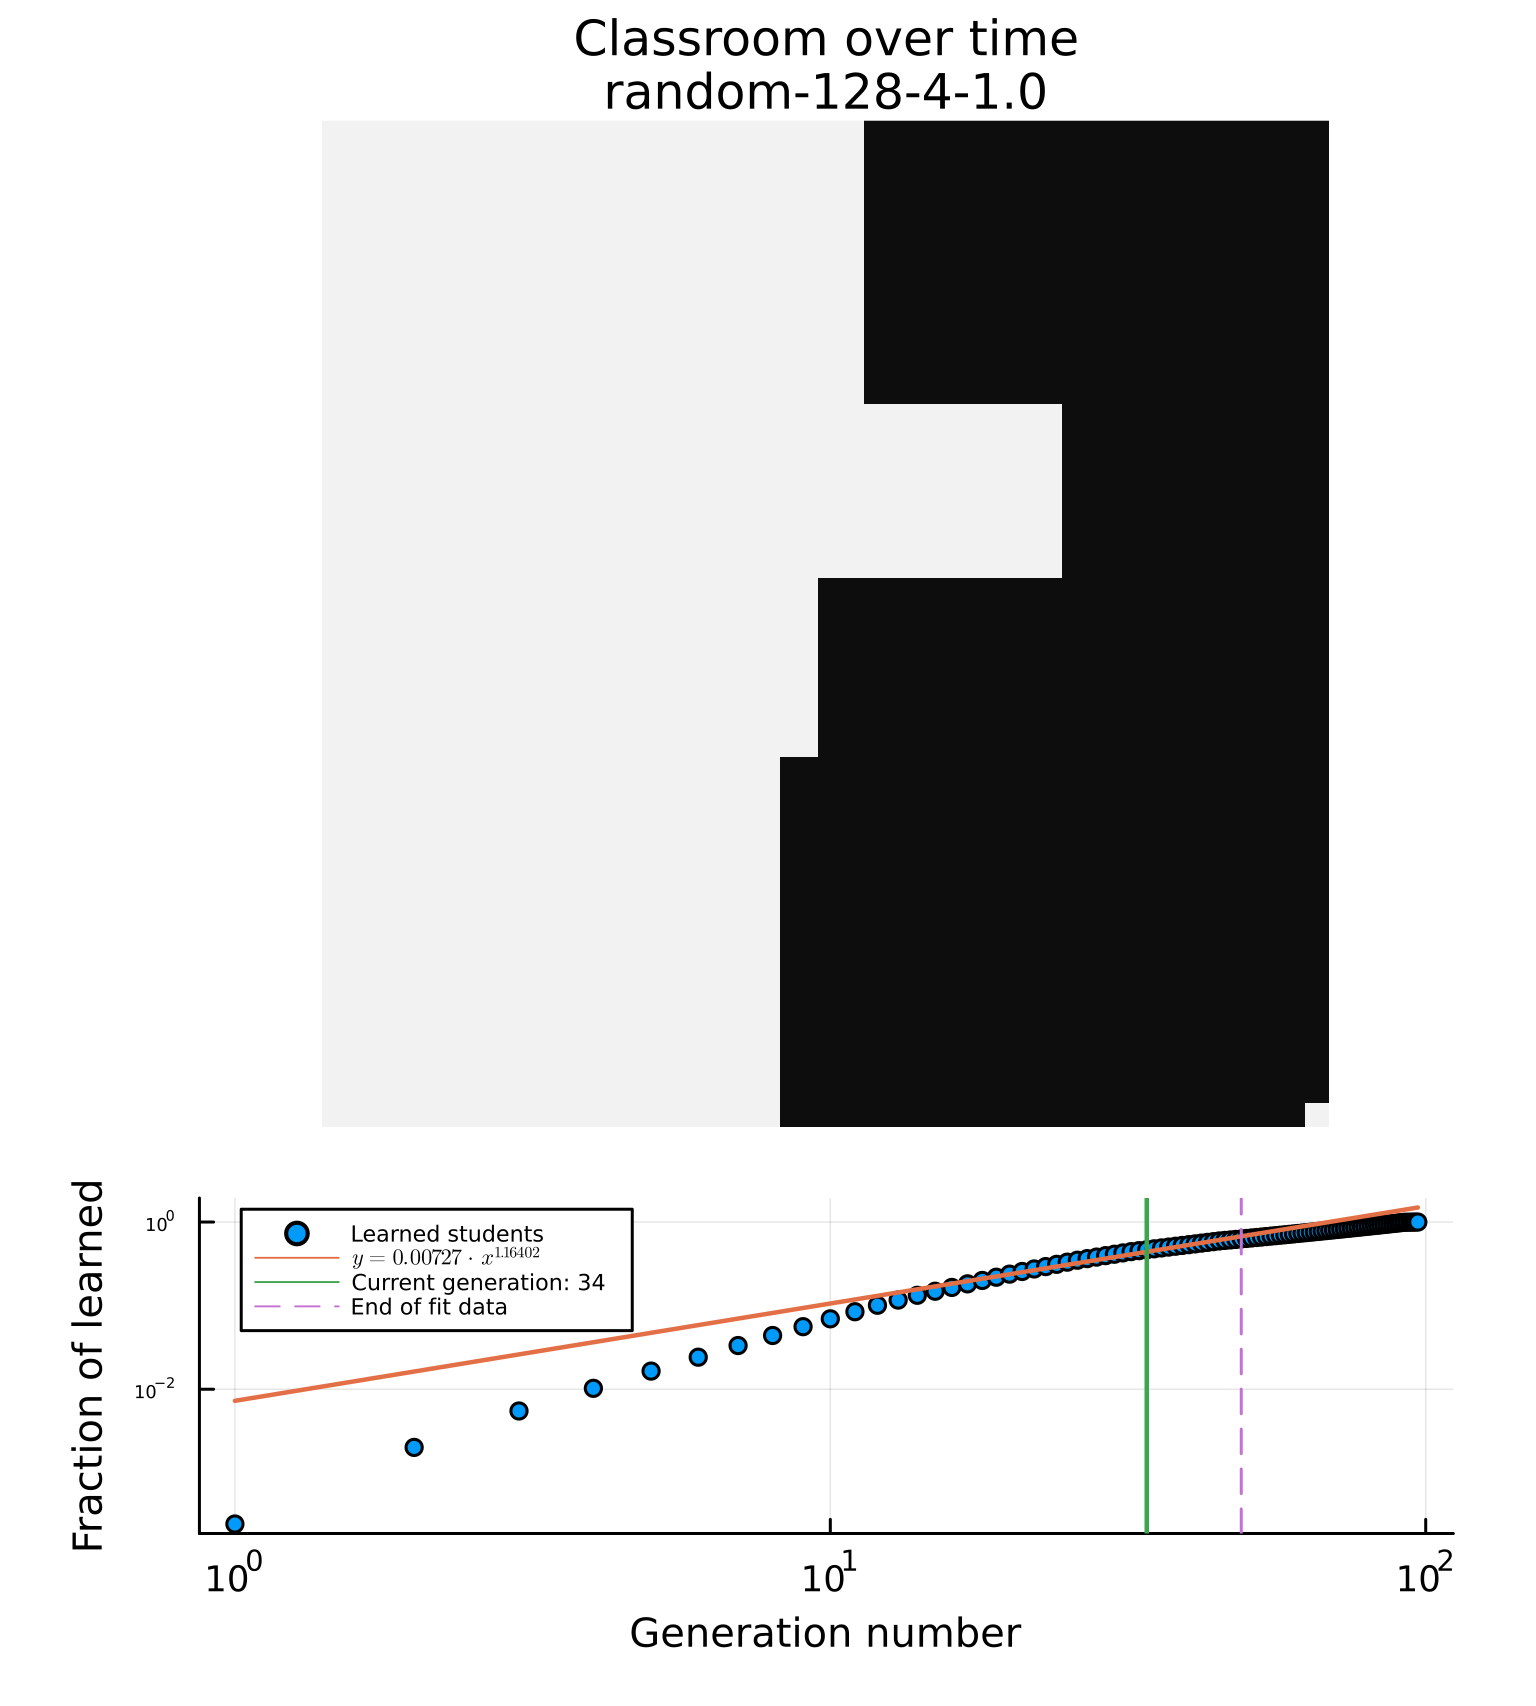 Classroom over time
random-128-4-1.0
Fraction of learned
10^0
10^-2
Learned students
y = 0.00727 · x^1.16402
Current generation: 34
End of fit data
10^0
10^1
10^2
Generation number